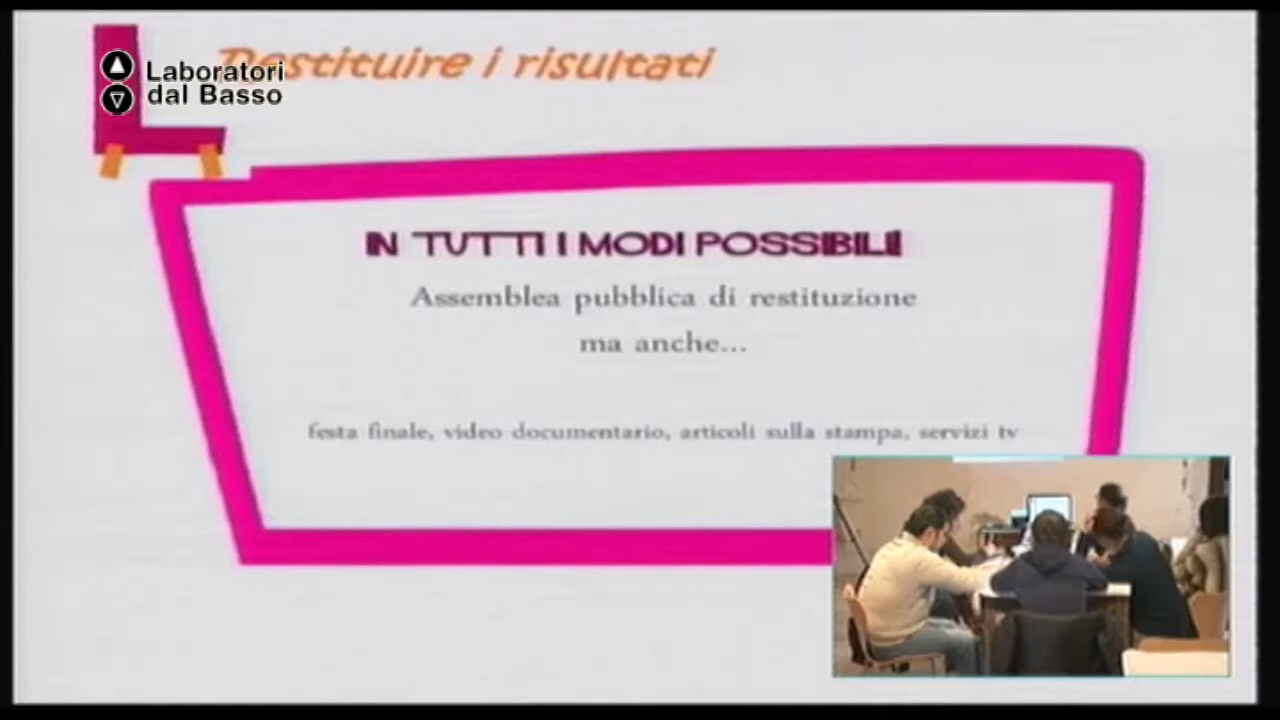 Restituire i risultati
Laboratori
dal Basso
IN TUTTI I MODI POSSIBILI!
Assemblea pubblica di restituzione
ma anche...
festa finale, video documentario, articoli sulla stampa, servizi tv